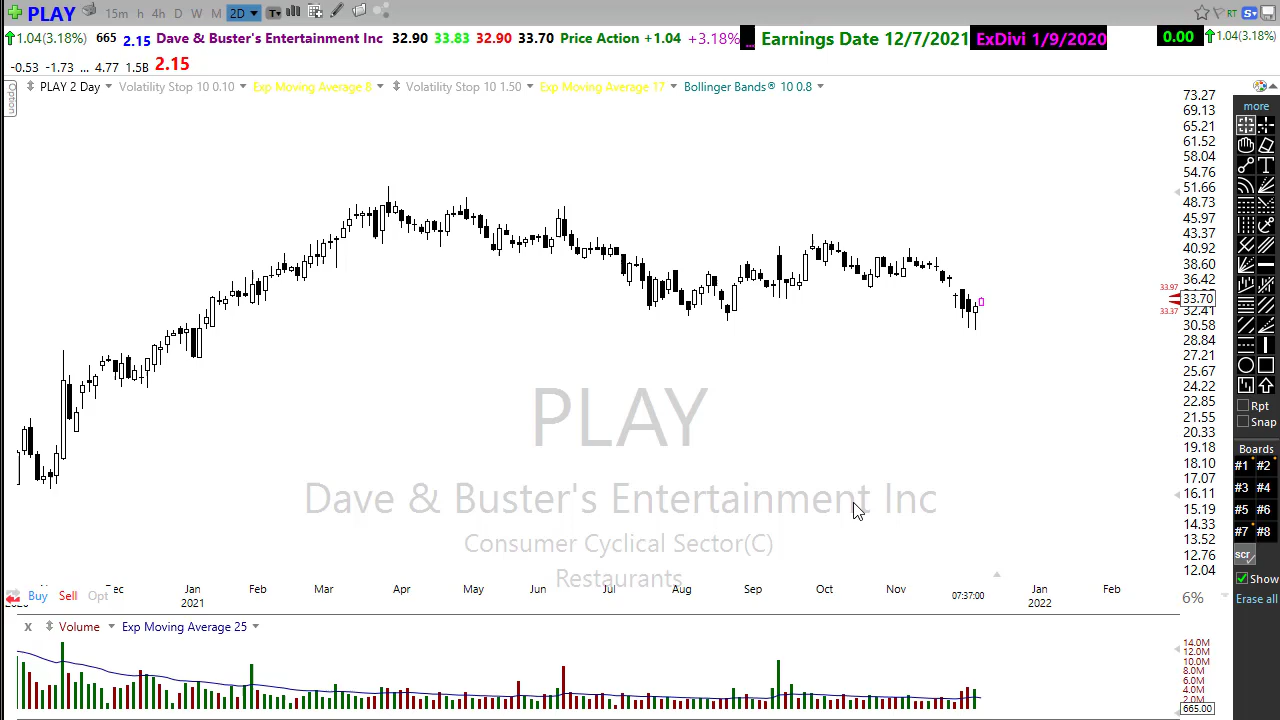 PLAY 15m h 4h D W M 2D T RT S
1.04(3.18%) 665 2.15 Dave & Buster's Entertainment Inc 32.90 33.83 32.90 33.70 Price Action +1.04 +3.18% ... Earnings Date 12/7/2021 ExDivi 1/9/2020 0.00 1.04(3.18%)
-0.53 -1.73 ... 4.77 1.5B 2.15
Option PLAY 2 Day Volatility Stop 10 0.10 Exp Moving Average 8 Volatility Stop 10 1.50 Exp Moving Average 17 Bollinger Bands® 10 0.8
73.27
69.13
65.21
61.52
58.04
54.76
51.66
48.73
45.97
43.37
40.92
38.60
36.42
33.97
33.70
33.37
32.41
30.58
28.84
27.21
25.67
24.22
22.85
21.55
20.33
19.18
18.10
17.07
16.11
15.19
14.33
13.52
12.76
12.04
more
Rpt
Snap
Boards
#1 #2
#3 #4
#5 #6
#7 #8
scr
Show
Erase all
PLAY
Dave & Buster's Entertainment Inc
Consumer Cyclical Sector(C)
Restaurants
Jan Feb Mar Apr May Jun Jul Aug Sep Oct Nov 07:37:00 Jan Feb
2021 2022
Buy Sell Opt
6%
X Volume Exp Moving Average 25
14.0M
12.0M
10.0M
8.0M
6.0M
4.0M
2.0M
665.00